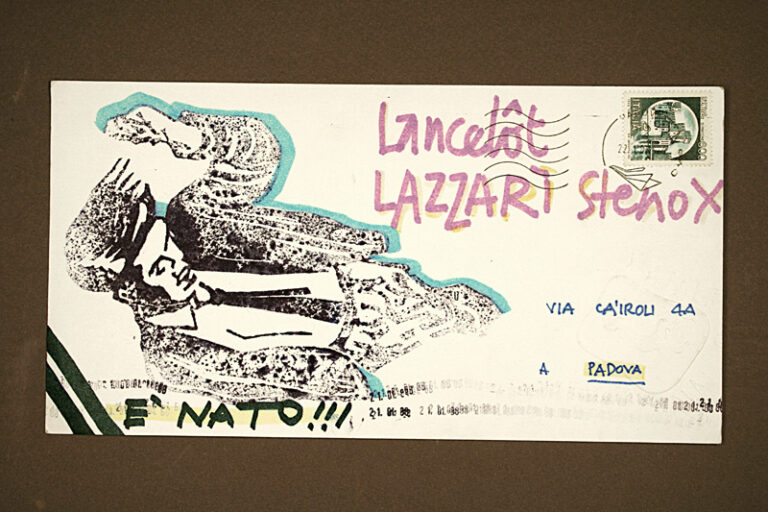 Lancelôt
LAZZARI Stenox
VIA CA'IROLI 4A
A PADOVA
E' NATO!!!